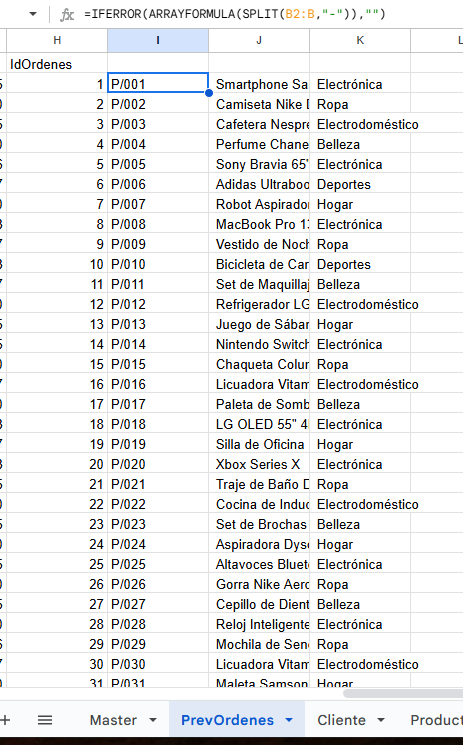 fx =IFERROR(ARRAYFORMULA(SPLIT(B2:B,"-")),"")
H I J K L
IdOrdenes
1 P/001 Smartphone Sa Electrónica
2 P/002 Camiseta Nike Ropa
3 P/003 Cafetera Nespre Electrodoméstico
4 P/004 Perfume Chane Belleza
5 P/005 Sony Bravia 65" Electrónica
6 P/006 Adidas Ultraboo Deportes
7 P/007 Robot Aspirado Hogar
8 P/008 MacBook Pro 1 Electrónica
9 P/009 Vestido de Noch Ropa
10 P/010 Bicicleta de Car Deportes
11 P/011 Set de Maquillaj Belleza
12 P/012 Refrigerador LG Electrodoméstico
13 P/013 Juego de Sábar Hogar
14 P/014 Nintendo Switch Electrónica
15 P/015 Chaqueta Colur Ropa
16 P/016 Licuadora Vitam Electrodoméstico
17 P/017 Paleta de Somb Belleza
18 P/018 LG OLED 55" 4 Electrónica
19 P/019 Silla de Oficina Hogar
20 P/020 Xbox Series X Electrónica
21 P/021 Traje de Baño D Ropa
22 P/022 Cocina de Induc Electrodoméstico
23 P/023 Set de Brochas Belleza
24 P/024 Aspiradora Dys Hogar
25 P/025 Altavoces Bluet Electrónica
26 P/026 Gorra Nike Aero Ropa
27 P/027 Cepillo de Dient Belleza
28 P/028 Reloj Inteligente Electrónica
29 P/029 Mochila de Sen Ropa
30 P/030 Licuadora Vitam Electrodoméstico
31 P/031 Maleta Samson Hogar
Master PrevOrdenes Cliente Product